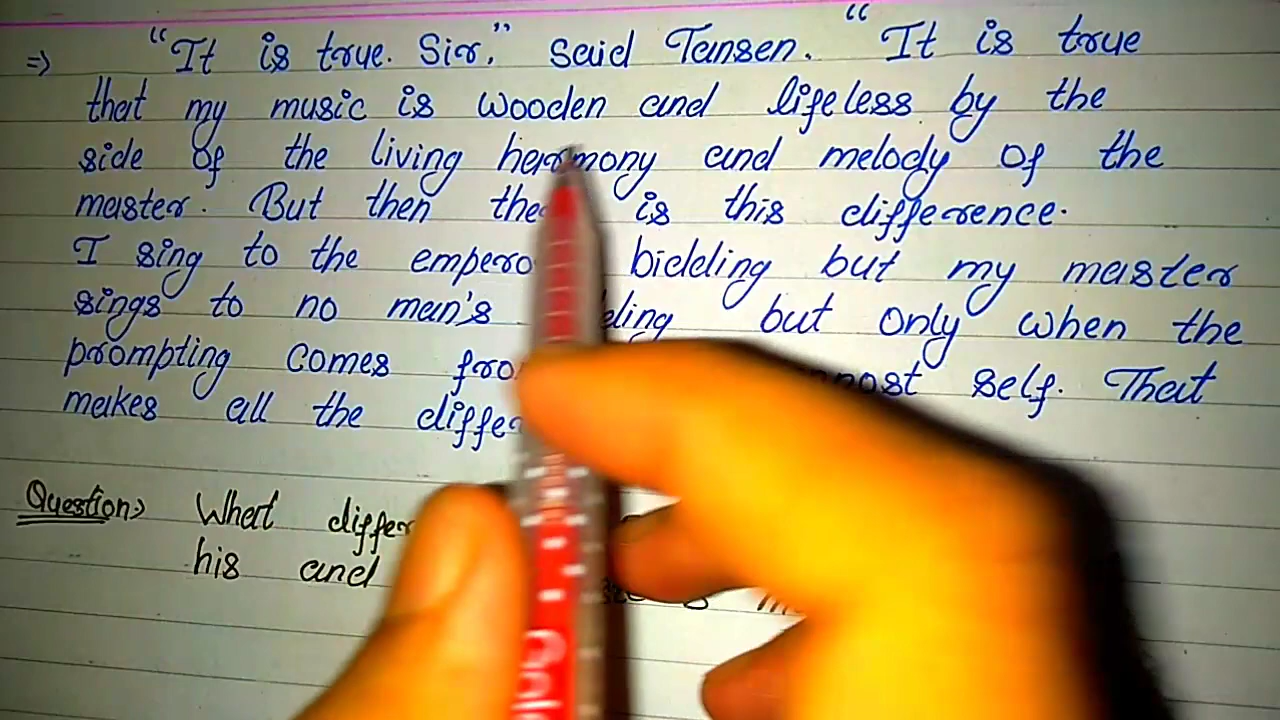 ⇒ "It is true. Sir." said Tansen. "It is true
that my music is wooden and lifeless by the
side of the living harmony and melody of the
master. But then the is this difference.
I sing to the empero bidding but my master
sings to no man's but only when the
prompting comes self. That
makes all the
Question⇒ What
his and